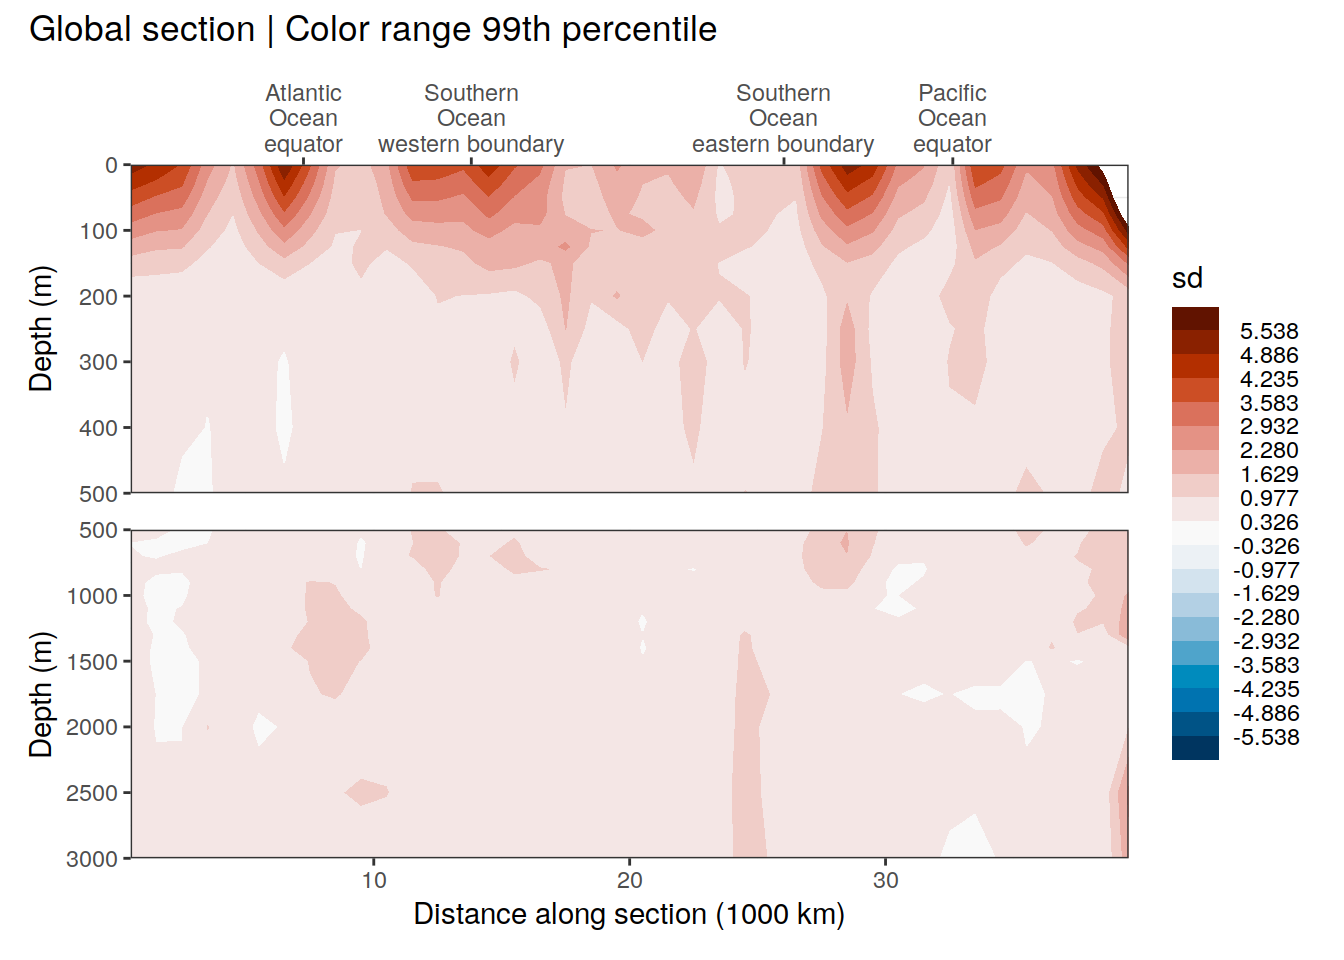 Global section | Color range 99th percentile
Atlantic
Ocean
equator
Southern
Ocean
western boundary
Southern
Ocean
eastern boundary
Pacific
Ocean
equator
0
100
200
300
400
500
Depth (m)
500
1000
1500
2000
2500
3000
Depth (m)
10
20
30
Distance along section (1000 km)
sd
5.538
4.886
4.235
3.583
2.932
2.280
1.629
0.977
0.326
-0.326
-0.977
-1.629
-2.280
-2.932
-3.583
-4.235
-4.886
-5.538